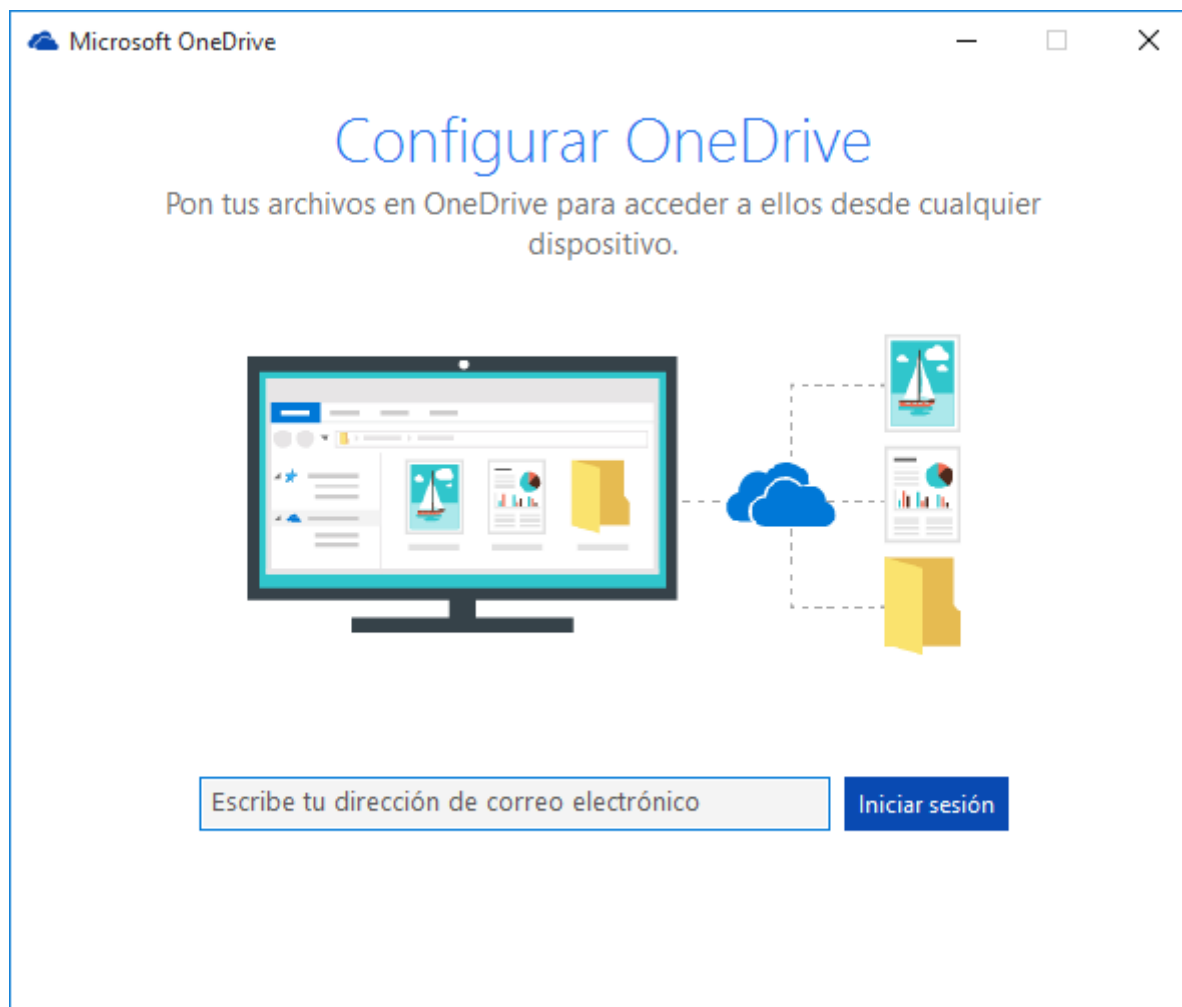 Microsoft OneDrive
Configurar OneDrive
Pon tus archivos en OneDrive para acceder a ellos desde cualquier
dispositivo.
Escribe tu dirección de correo electrónico
Iniciar sesión